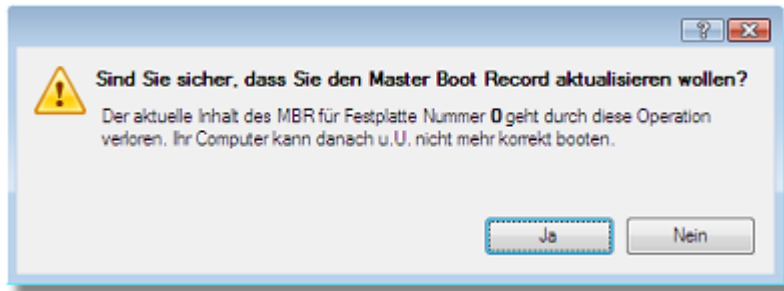 Sind Sie sicher, dass Sie den Master Boot Record aktualisieren wollen?
Der aktuelle Inhalt des MBR für Festplatte Nummer 0 geht durch diese Operation
verloren. Ihr Computer kann danach u.U. nicht mehr korrekt booten.
Ja Nein